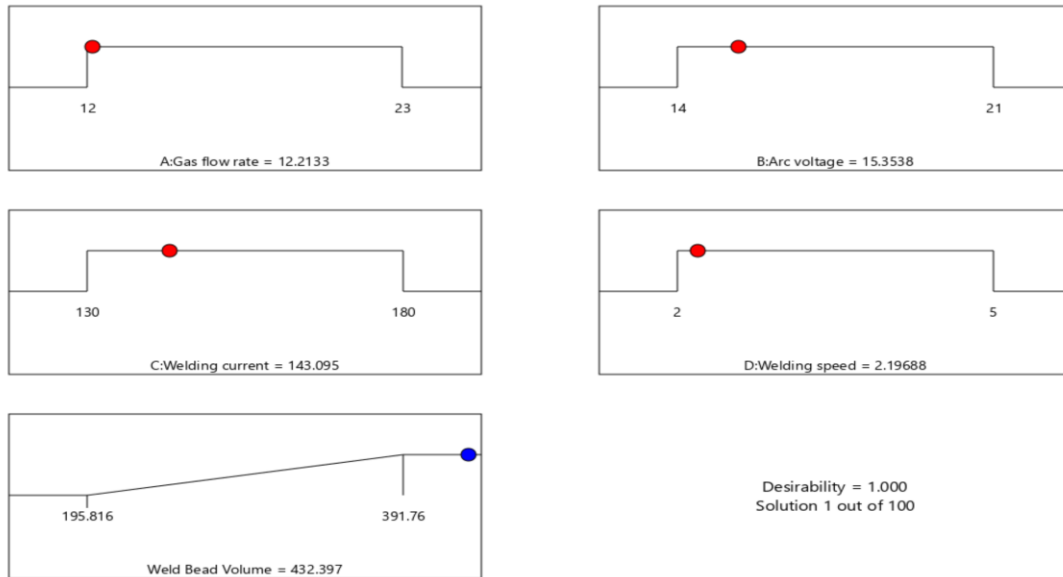 12 23
A:Gas flow rate = 12.2133
14 21
B:Arc voltage = 15.3538
130 180
C:Welding current = 143.095
2 5
D:Welding speed = 2.19688
195.816 391.76
Weld Bead Volume = 432.397
Desirability = 1.000
Solution 1 out of 100